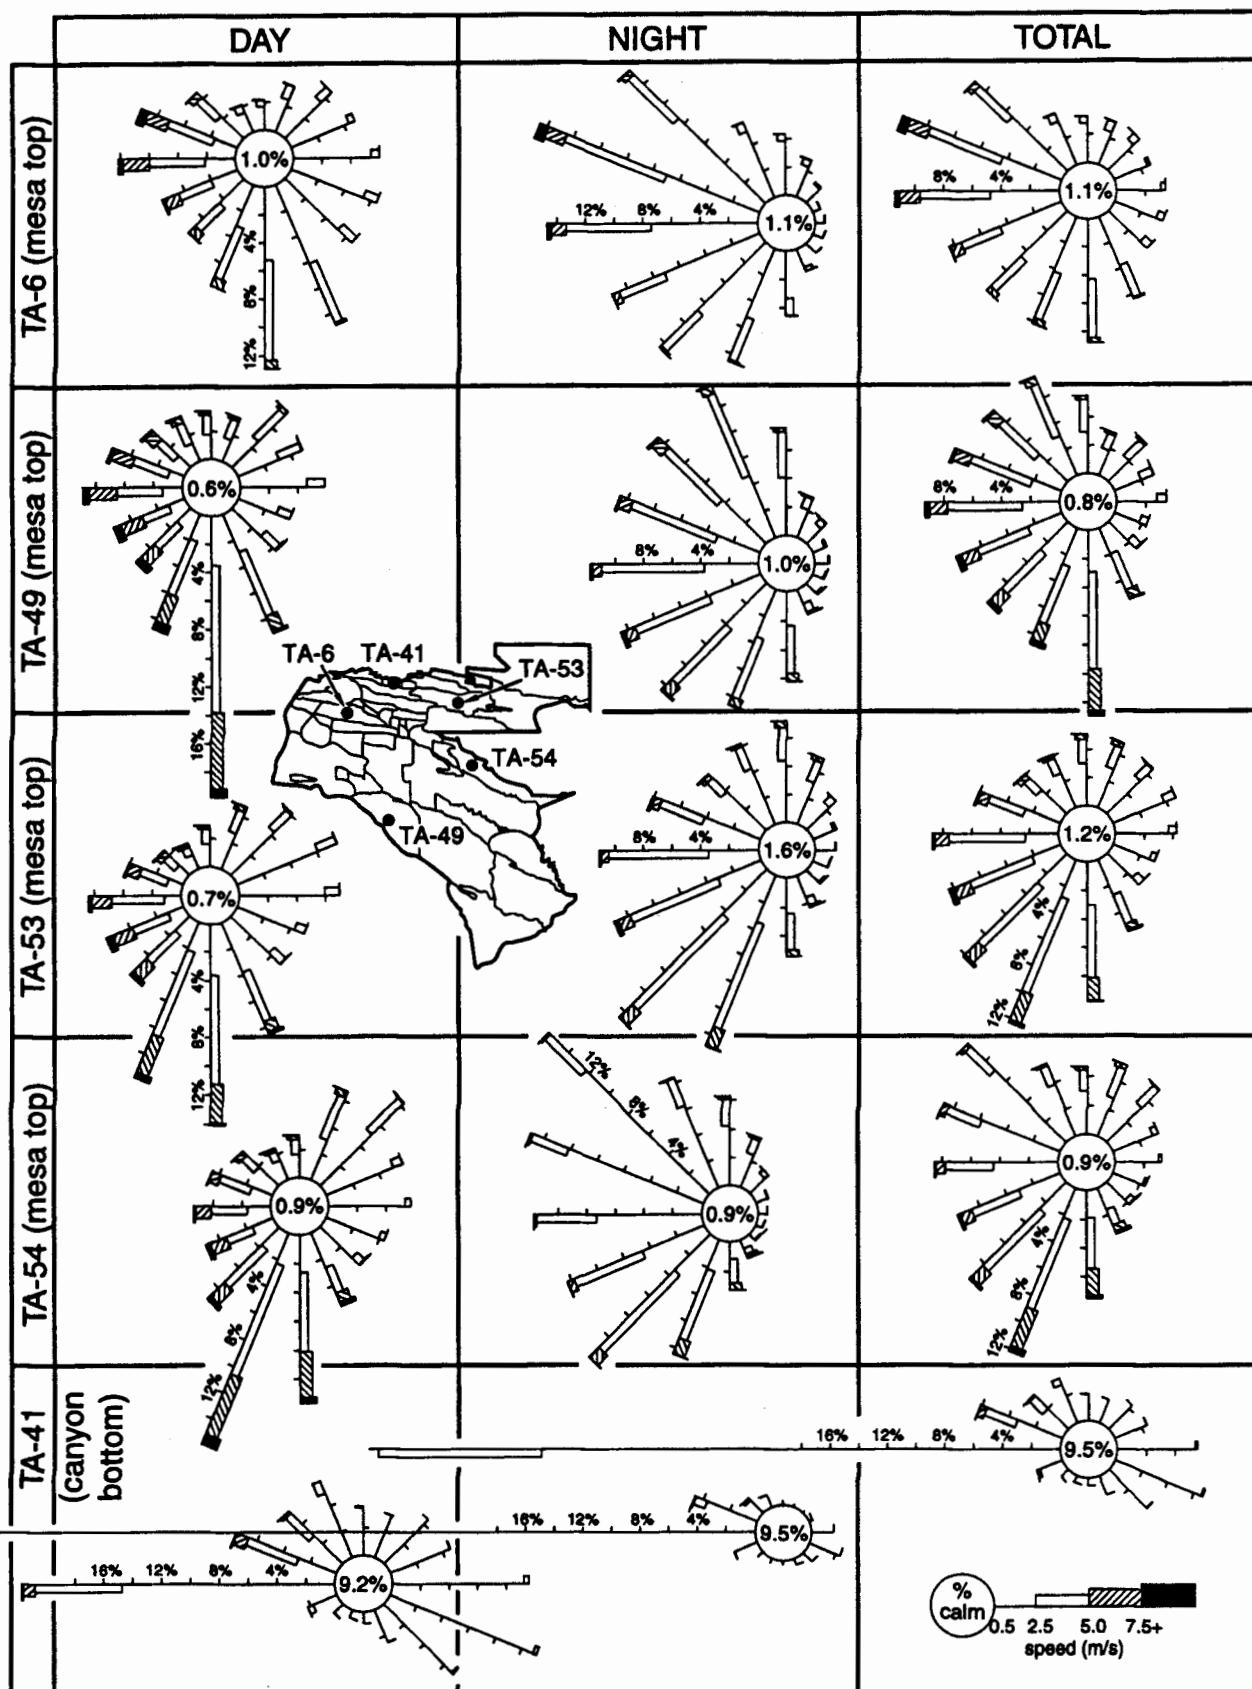 DAY NIGHT TOTAL
TA-6 (mesa top)
1.0%
4%
8%
12%
12% 8% 4%
1.1%
8% 4%
1.1%
TA-49 (mesa top)
0.6%
4%
8%
12%
16%
8% 4%
1.0%
8% 4%
0.8%
TA-6 TA-41
TA-53
TA-54
TA-49
TA-53 (mesa top)
0.7%
4%
8%
12%
8% 4%
1.6%
1.2%
4%
8%
12%
TA-54 (mesa top)
0.9%
4%
8%
12%
12%
8%
4%
0.9%
0.9%
4%
8%
12%
TA-41
(canyon
bottom)
16% 12% 8% 4%
9.5%
16% 12% 8% 4%
9.5%
16% 12% 8% 4%
9.2%
%
calm
0.5 2.5 5.0 7.5+
speed (m/s)